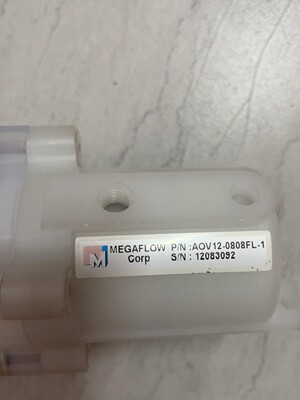 M
MEGAFLOW P/N :AOV12-0808FL-1
Corp S/N : 12083092